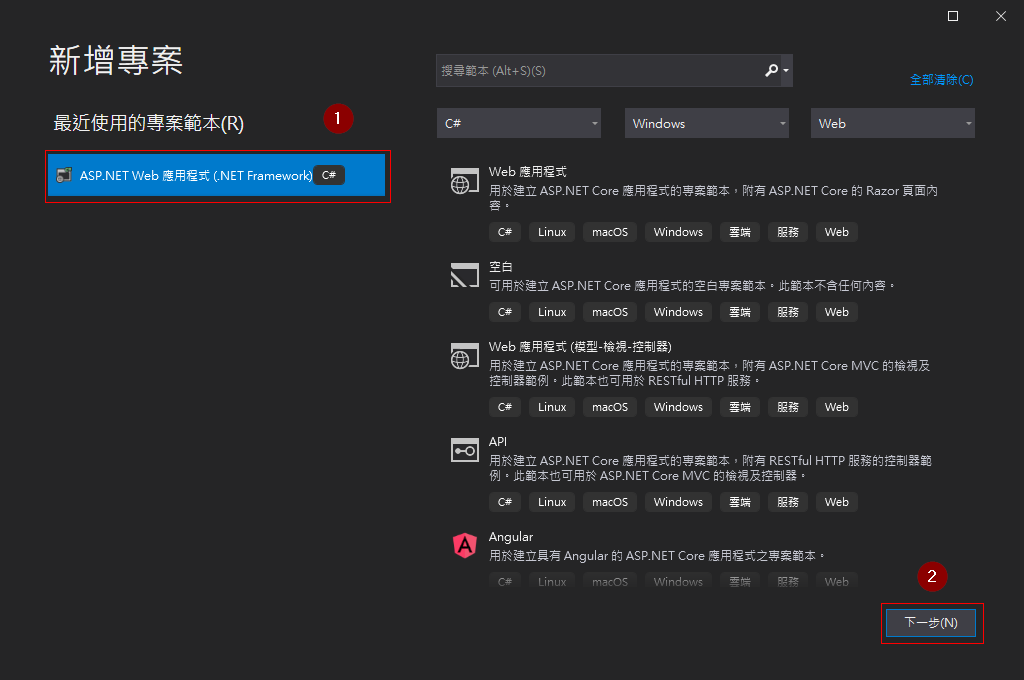 新增專案
最近使用的專案範本(R)
1
ASP.NET Web 應用程式 (.NET Framework) C#
搜尋範本 (Alt+S)(S)
全部清除(C)
C# Windows Web
Web 應用程式
用於建立 ASP.NET Core 應用程式的專案範本，附有 ASP.NET Core 的 Razor 頁面內
容。
C# Linux macOS Windows 雲端 服務 Web
空白
可用於建立 ASP.NET Core 應用程式的空白專案範本。此範本不含任何內容。
C# Linux macOS Windows 雲端 服務 Web
Web 應用程式 (模型-檢視-控制器)
用於建立 ASP.NET Core 應用程式的專案範本，附有 ASP.NET Core MVC 的檢視及
控制器範例。此範本也可用於 RESTful HTTP 服務。
C# Linux macOS Windows 雲端 服務 Web
API
用於建立 ASP.NET Core 應用程式的專案範本，附有 RESTful HTTP 服務的控制器範
例。此範本也可用於 ASP.NET Core MVC 的檢視及控制器。
C# Linux macOS Windows 雲端 服務 Web
Angular
用於建立具有 Angular 的 ASP.NET Core 應用程式之專案範本。
C# Linux macOS Windows 雲端 服務 Web
2
下一步(N)